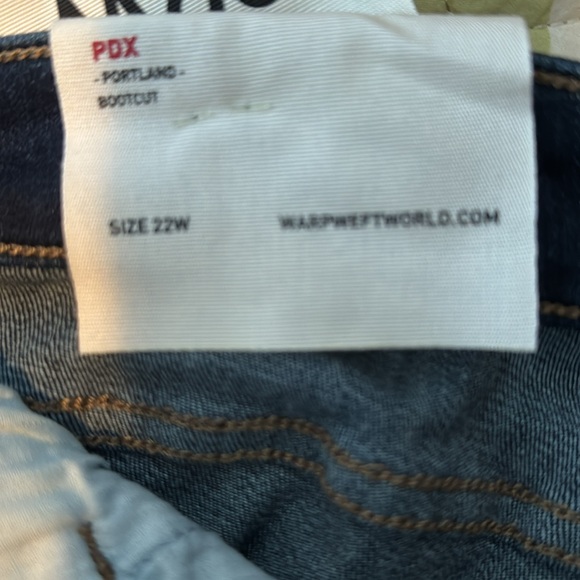 PDX
- PORTLAND -
BOOTCUT
SIZE 22W
WARPWEFTWORLD.COM